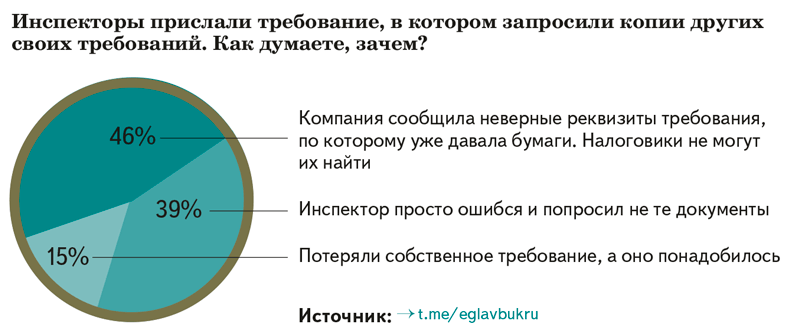 Инспекторы прислали требование, в котором запросили копии других
своих требований. Как думаете, зачем?
46%
Компания сообщила неверные реквизиты требования,
по которому уже давала бумаги. Налоговики не могут
их найти
39%
Инспектор просто ошибся и попросил не те документы
15%
Потеряли собственное требование, а оно понадобилось
Источник: → t.me/eglavbukru